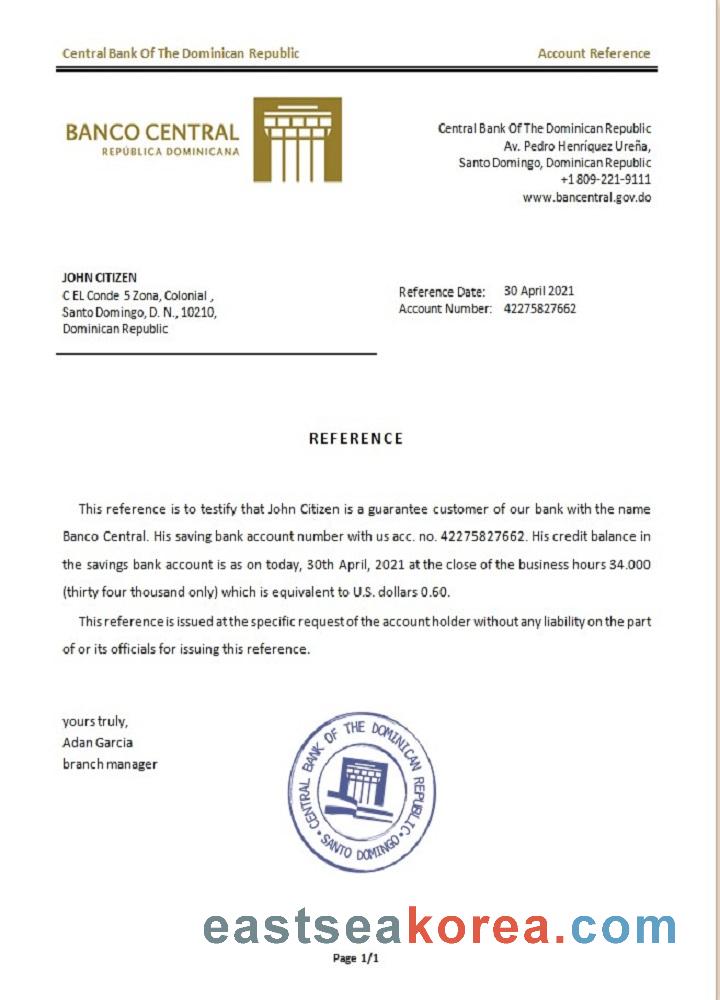 Central Bank Of The Dominican Republic
Account Reference
BANCO CENTRAL
REPÚBLICA DOMINICANA
Central Bank Of The Dominican Republic
Av. Pedro Henríquez Ureña,
Santo Domingo, Dominican Republic
+1 809-221-9111
www.bancentral.gov.do
JOHN CITIZEN
C EL Conde 5 Zona, Colonial ,
Santo Domingo, D. N., 10210,
Dominican Republic
Reference Date: 30 April 2021
Account Number: 42275827662
REFERENCE
This reference is to testify that John Citizen is a guarantee customer of our bank with the name
Banco Central. His saving bank account number with us acc. no. 42275827662. His credit balance in
the savings bank account is as on today, 30th April, 2021 at the close of the business hours 34.000
(thirty four thousand only) which is equivalent to U.S. dollars 0.60.
This reference is issued at the specific request of the account holder without any liability on the part
of or its officials for issuing this reference.
yours truly,
Adan Garcia
branch manager
CENTRAL BANK OF THE DOMINICAN REPUBLIC
SANTO DOMINGO
eastseakorea.com
Page 1/1